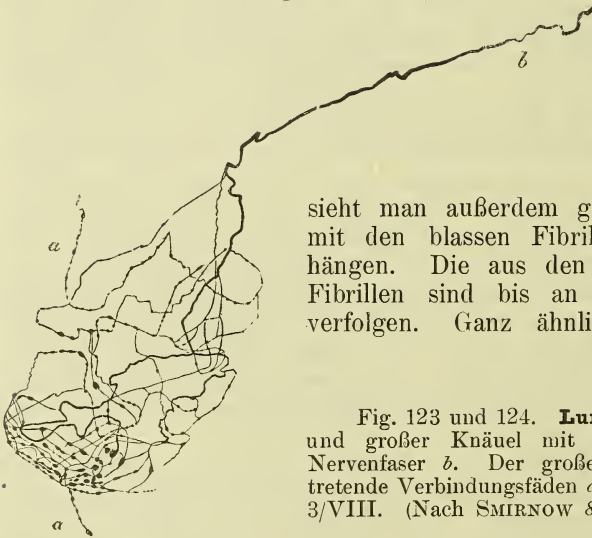 b
a
sieht man außerdem g
mit den blassen Fibril
hängen. Die aus den
Fibrillen sind bis an
verfolgen. Ganz ähnli
Fig. 123 und 124. Lu
und großer Knäuel mit
Nervenfaser b. Der große
tretende Verbindungsfäden
3/VIII. (Nach SMIRNOW &
a